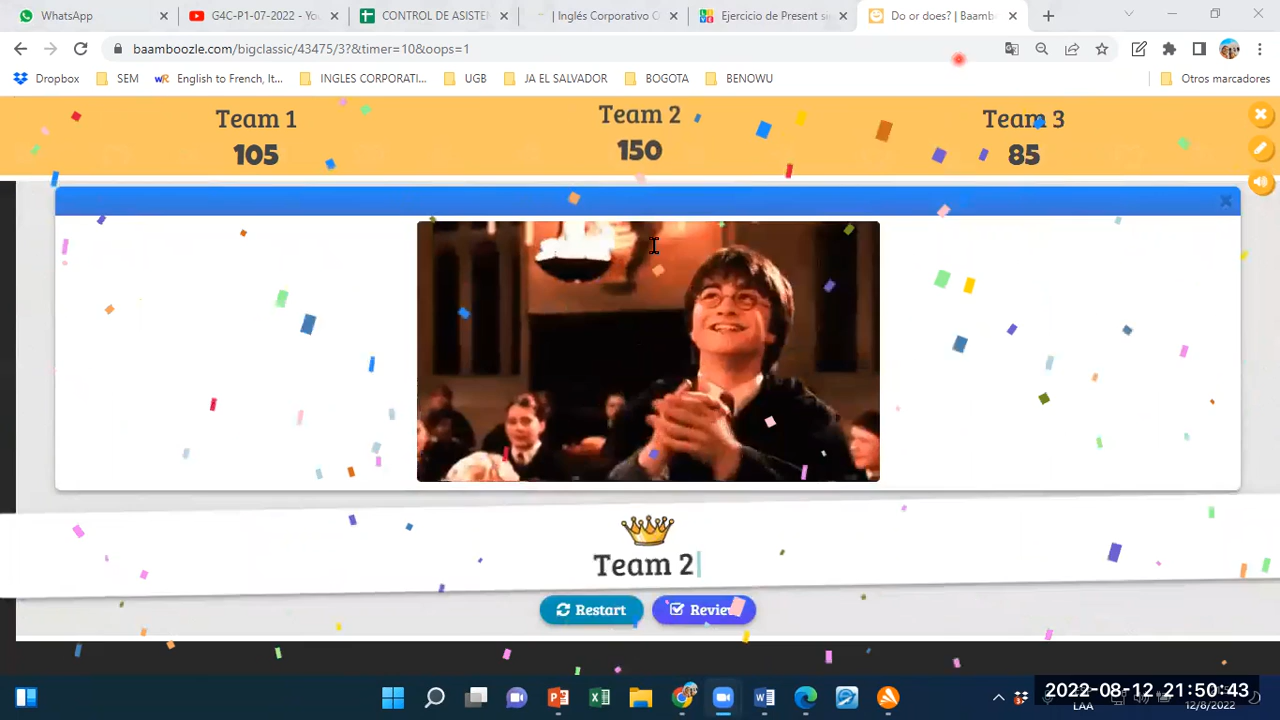 WhatsApp
G4C-P1-07-2022 - Yo
CONTROL DE ASISTE
| Inglés Corporativo C
Ejercicio de Present si
Do or does? | Baamb
baamboozle.com/bigclassic/43475/3?&timer=10&oops=1
Dropbox
SEM
English to French, It...
INGLES CORPORATI...
UGB
JA EL SALVADOR
BOGOTA
BENOWU
Otros marcadores
Team 1
Team 2
Team 3
105
150
85
Team 2
Restart
Review
2022-08-12 21:50:43
LAA
12/8/2022